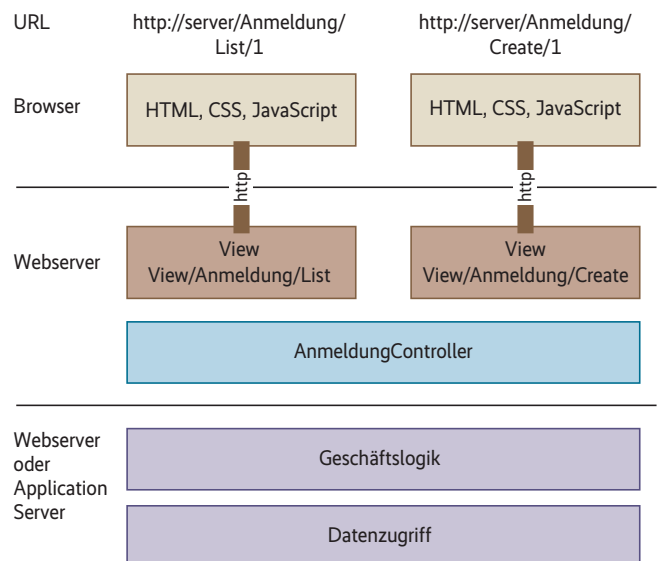 URL
http://server/Anmeldung/
List/1
http://server/Anmeldung/
Create/1
Browser
HTML, CSS, JavaScript
HTML, CSS, JavaScript
http
http
Webserver
View
View/Anmeldung/List
View
View/Anmeldung/Create
AnmeldungController
Webserver
oder
Application
Server
Geschäftslogik
Datenzugriff